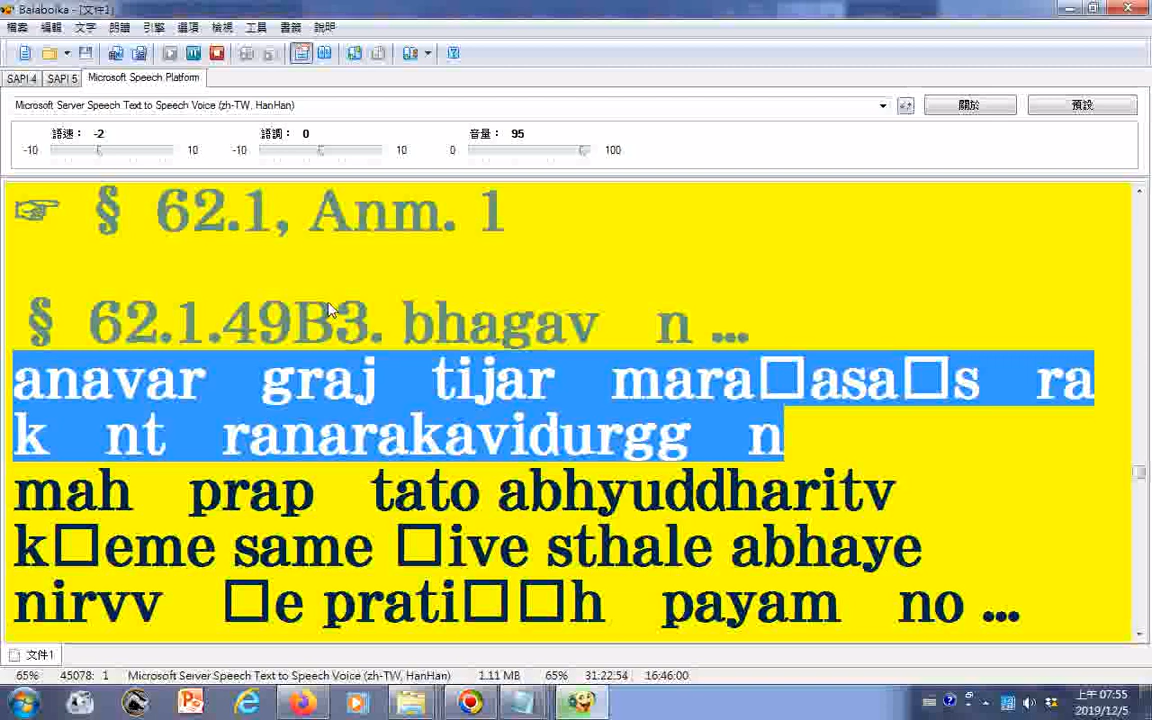 Balabolka - [文件1]
檔案 編輯 文字 朗讀 引擎 選項 檢視 工具 書籤 說明
SAPI 4 SAPI 5 Microsoft Speech Platform
Microsoft Server Speech Text to Speech Voice (zh-TW, HanHan) 關於 預設
語速： -2 語調： 0 音量： 95
-10 10 -10 10 0 100
☞ § 62.1, Anm. 1
§ 62.1.49B3. bhagav n ...
anavar graj tijar mara□asa□s ra
k nt ranarakavidurgg n
mah prap tato abhyuddharitv
k□eme same □ive sthale abhaye
nirvv □e prati□□h payam no ...
文件1
65% 45078: 1 Microsoft Server Speech Text to Speech Voice (zh-TW, HanHan) 1.11 MB 65% 31:22:54 16:46:00
上午 07:55
2019/12/5